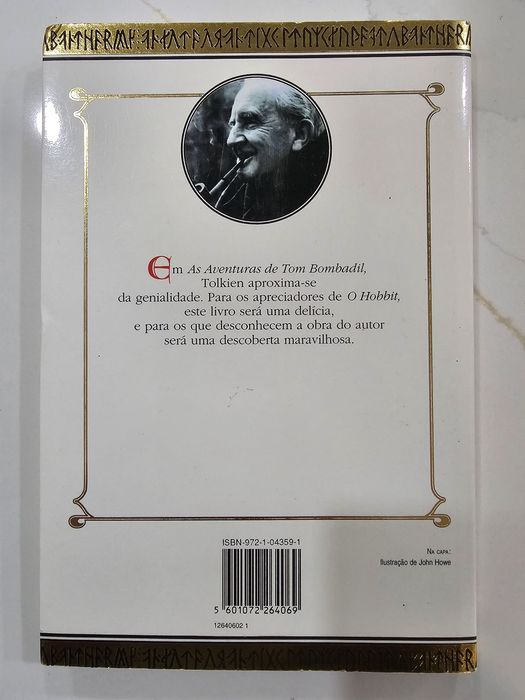 Em As Aventuras de Tom Bombadil,
Tolkien aproxima-se
da genialidade. Para os apreciadores de O Hobbit,
este livro será uma delícia,
e para os que desconhecem a obra do autor
será uma descoberta maravilhosa.
ISBN-972-1-04359-1
5 601072 264069
12640602 1
NA CAPA:
Ilustração de John Howe